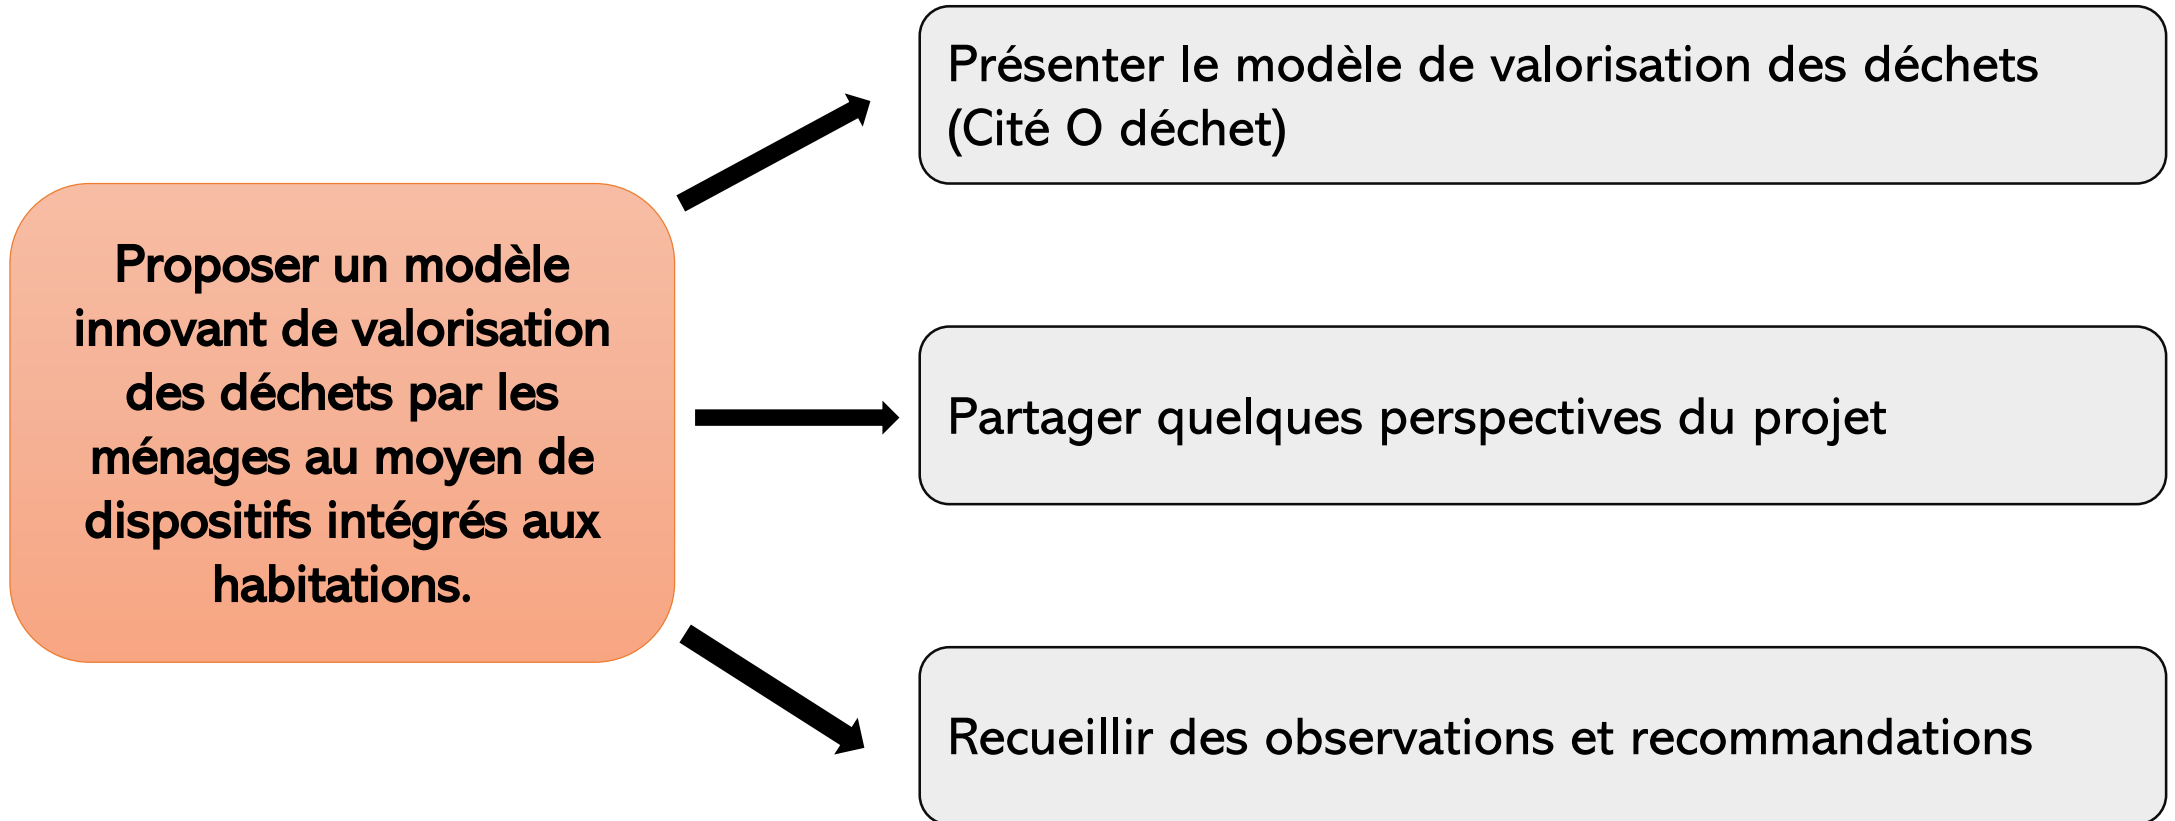 Proposer un modèle
innovant de valorisation
des déchets par les
ménages au moyen de
dispositifs intégrés aux
habitations.
Présenter le modèle de valorisation des déchets
(Cité O déchet)
Partager quelques perspectives du projet
Recueillir des observations et recommandations